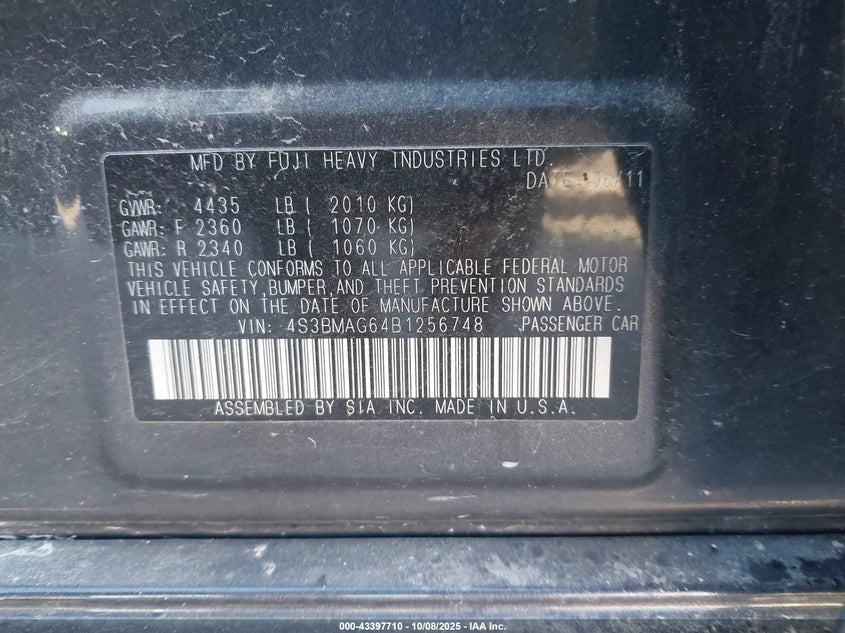 MFD BY FUJI HEAVY INDUSTRIES LTD.
DATE 06/11
GVWR: 4435 LB ( 2010 KG)
GAWR: F 2360 LB ( 1070 KG)
GAWR: R 2340 LB ( 1060 KG)
THIS VEHICLE CONFORMS TO ALL APPLICABLE FEDERAL MOTOR
VEHICLE SAFETY,BUMPER,AND THEFT PREVENTION STANDARDS
IN EFFECT ON THE DATE OF MANUFACTURE SHOWN ABOVE.
VIN: 4S3BMAG64B1256748 PASSENGER CAR
ASSEMBLED BY SIA INC. MADE IN U.S.A.
000-43397710 - 10/08/2025 - IAA Inc.